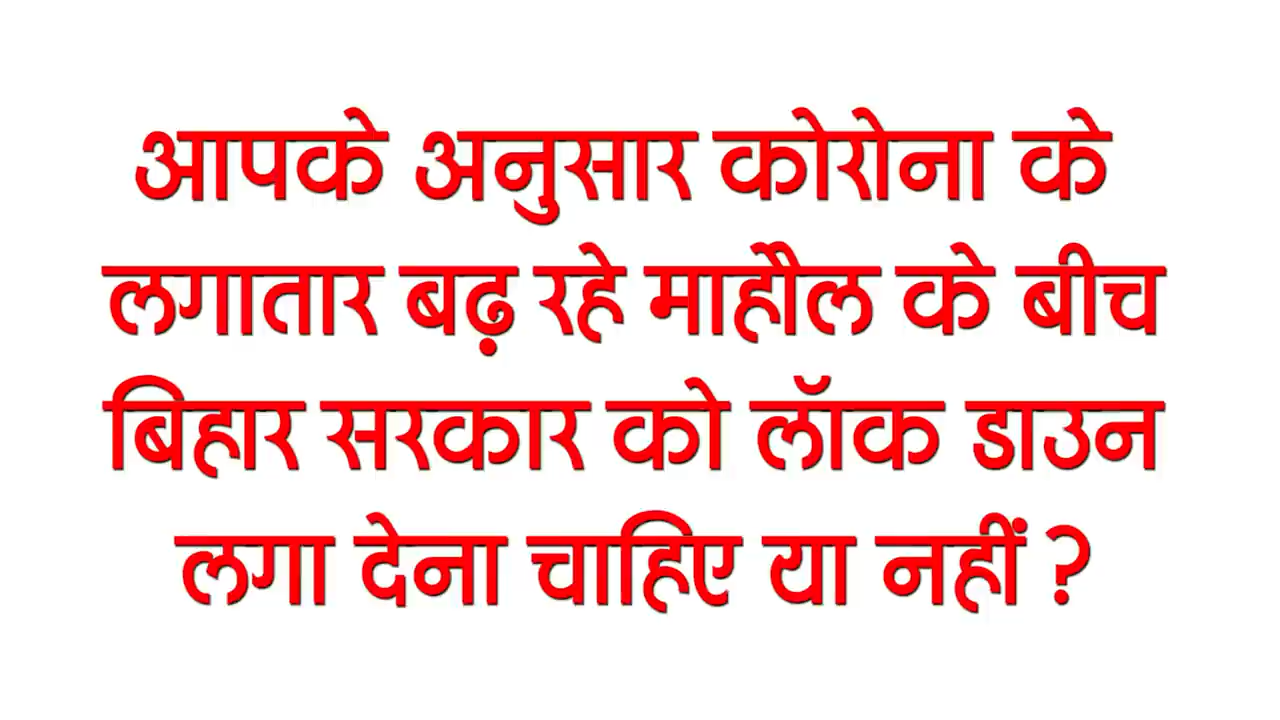 आपके अनुसार कोरोना के
लगातार बढ़ रहे माहौल के बीच
बिहार सरकार को लॉक डाउन
लगा देना चाहिए या नहीं ?